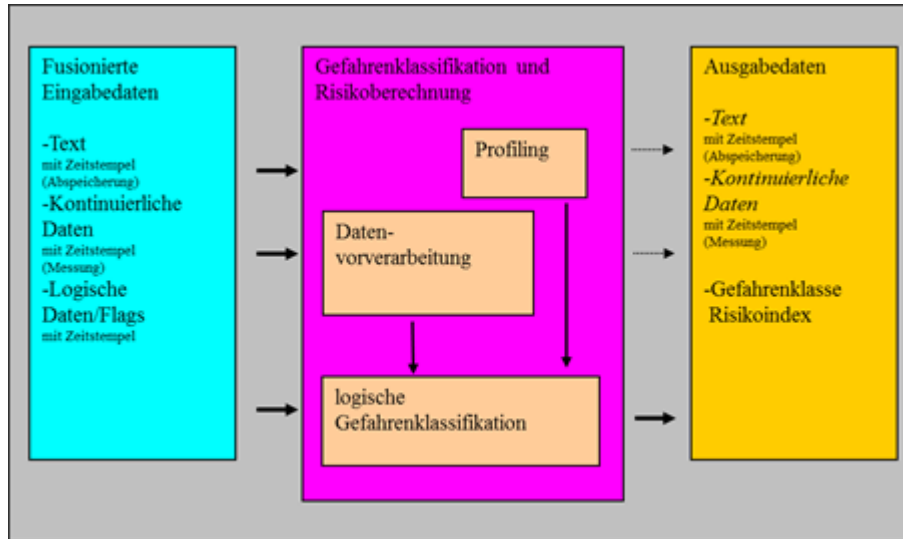 Fusionierte
Eingabedaten
-Text
mit Zeitstempel
(Abspeicherung)
-Kontinuierliche
Daten
mit Zeitstempel
(Messung)
-Logische
Daten/Flags
mit Zeitstempel
Gefahrenklassifikation und
Risikoberechnung
Profiling
Daten-
vorverarbeitung
logische
Gefahrenklassifikation
Ausgabedaten
-Text
mit Zeitstempel
(Abspeicherung)
-Kontinuierliche
Daten
mit Zeitstempel
(Messung)
-Gefahrenklasse
Risikoindex